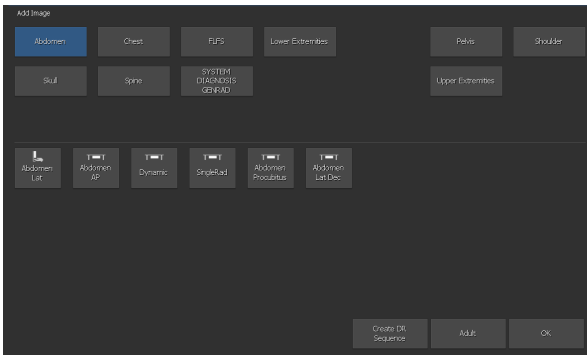 Add Image
Abdomen
Chest
FLFS
Lower Extremities
Pelvis
Shoulder
Skull
Spine
SYSTEM
DIAGNOSIS
GENRAD
Upper Extremities
Abdomen
Lat
Abdomen
AP
Dynamic
SingleRad
Abdomen
Procubitus
Abdomen
Lat Dec
Create DR
Sequence
Adult
OK